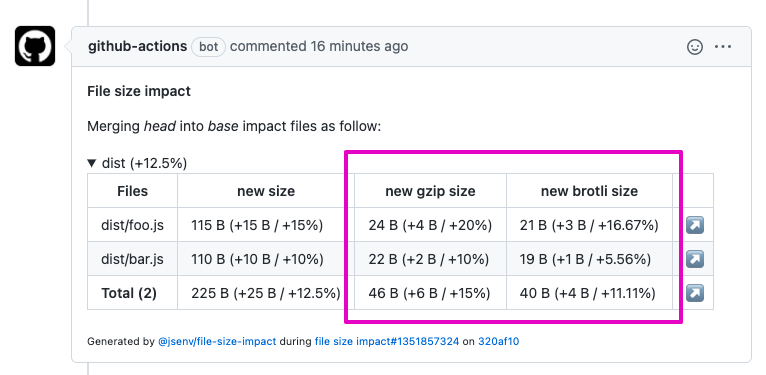 github-actions bot commented 16 minutes ago
File size impact
Merging head into base impact files as follow:
▼ dist (+12.5%)
Files new size new gzip size new brotli size
dist/foo.js 115 B (+15 B / +15%) 24 B (+4 B / +20%) 21 B (+3 B / +16.67%)
dist/bar.js 110 B (+10 B / +10%) 22 B (+2 B / +10%) 19 B (+1 B / +5.56%)
Total (2) 225 B (+25 B / +12.5%) 46 B (+6 B / +15%) 40 B (+4 B / +11.11%)
Generated by @jsenv/file-size-impact during file size impact#1351857324 on 320af10